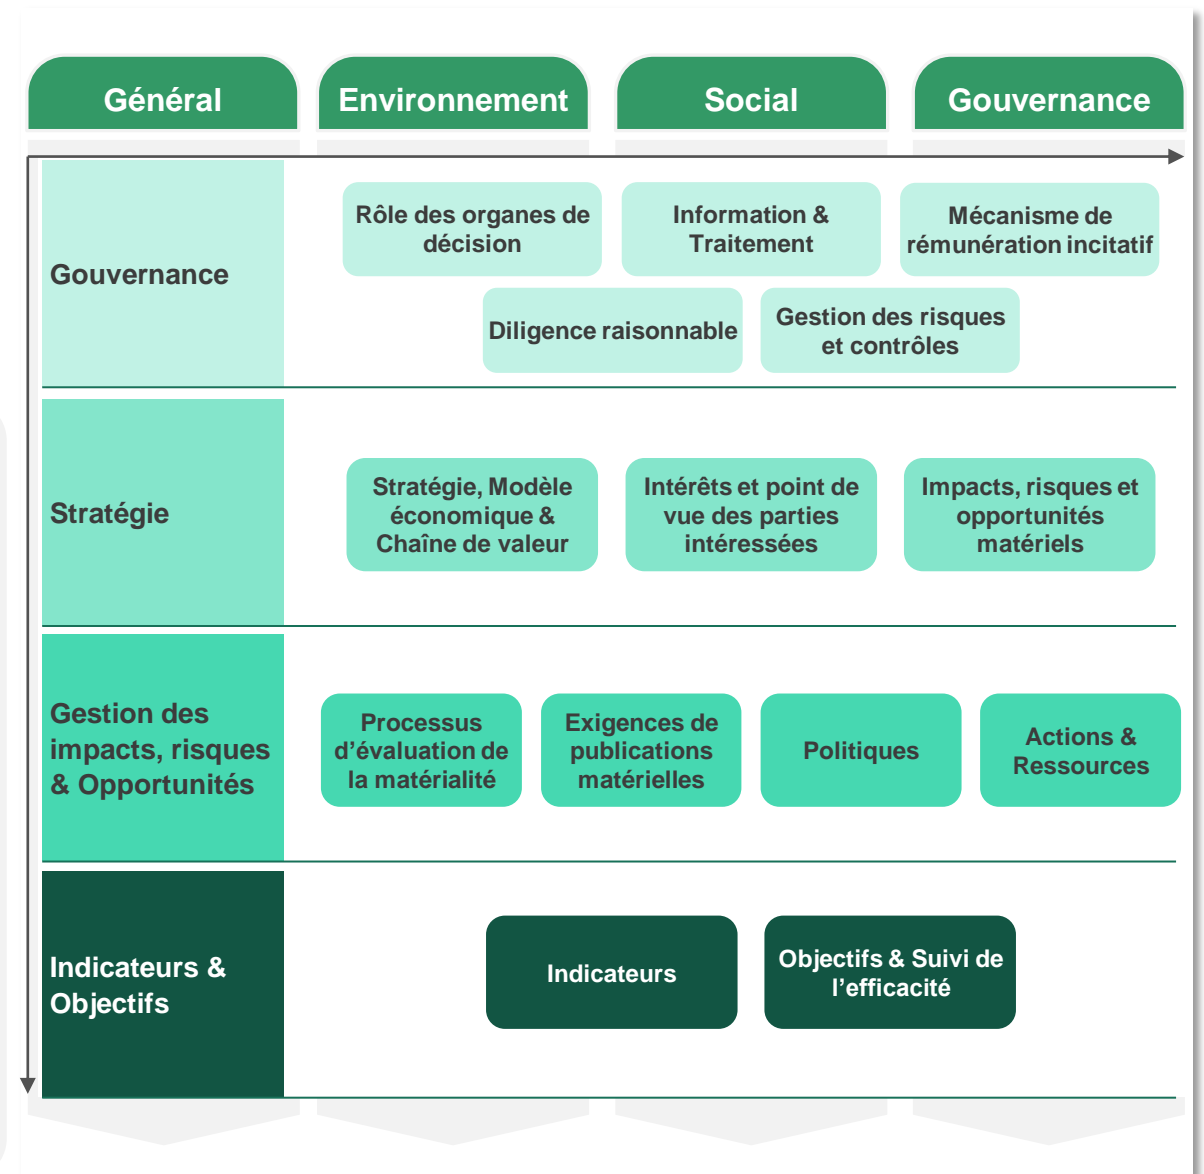 Général
Environnement
Social
Gouvernance
Gouvernance
Rôle des organes de
décision
Information &
Traitement
Mécanisme de
rémunération incitatif
Diligence raisonnable
Gestion des risques
et contrôles
Stratégie
Stratégie, Modèle
économique &
Chaîne de valeur
Intérêts et point de
vue des parties
intéressées
Impacts, risques et
opportunités
matériels
Gestion des
impacts, risques
& Opportunités
Processus
d’évaluation de
la matérialité
Exigences de
publications
matérielles
Politiques
Actions &
Ressources
Indicateurs &
Objectifs
Indicateurs
Objectifs & Suivi de
l’efficacité